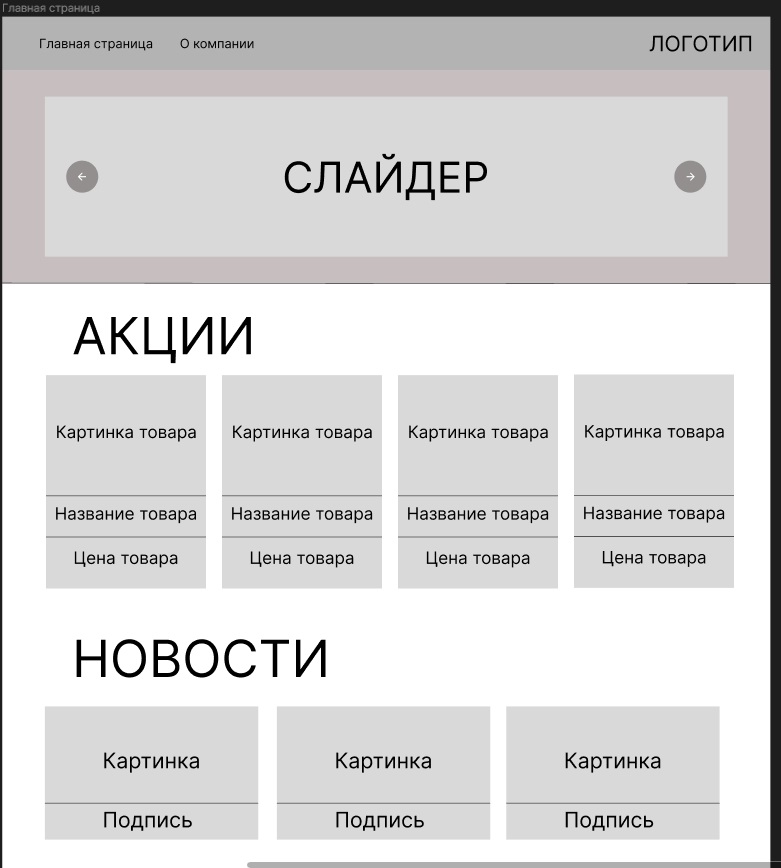 Главная страница
Главная страница О компании ЛОГОТИП
СЛАЙДЕР
АКЦИИ
Картинка товара Картинка товара Картинка товара Картинка товара
Название товара Название товара Название товара Название товара
Цена товара Цена товара Цена товара Цена товара
НОВОСТИ
Картинка Картинка Картинка
Подпись Подпись Подпись